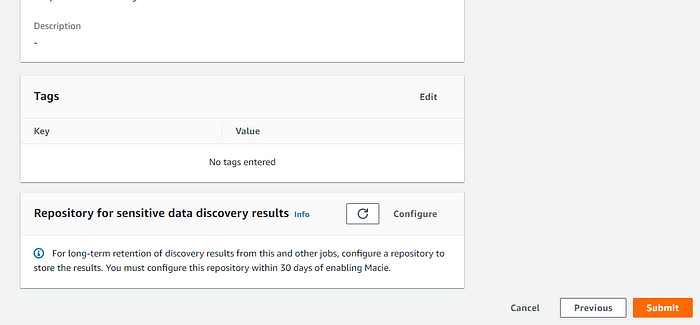 Description
-
Tags
Edit
Key
Value
No tags entered
Repository for sensitive data discovery results Info
Configure
For long-term retention of discovery results from this and other jobs, configure a repository to
store the results. You must configure this repository within 30 days of enabling Macie.
Cancel
Previous
Submit